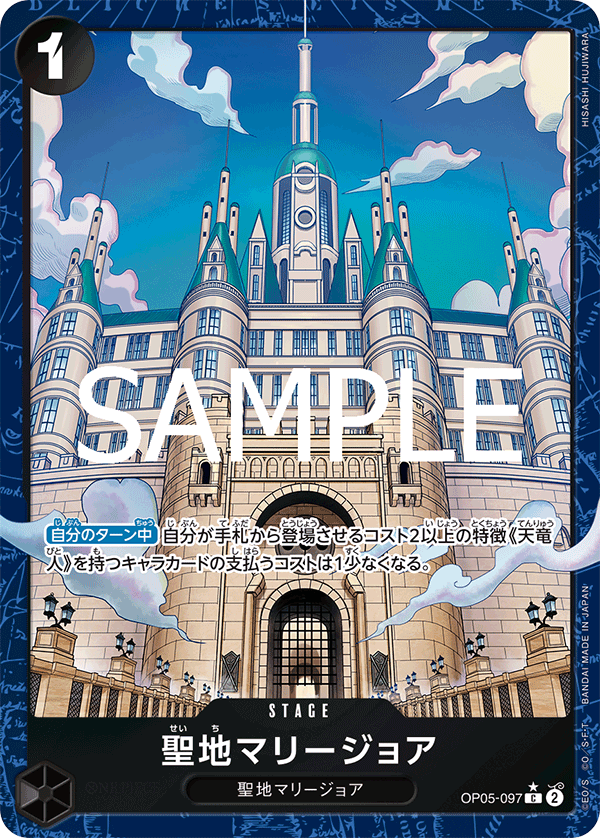 1
HISASHI FUJIWARA
SAMPLE
自分のターン中 自分が手札から登場させるコスト2以上の特徴《天竜
人》を持つキャラカードの支払うコストは1少なくなる。
BANDAI MADE IN JAPAN
©E.O/S. ©O/S・F・T
STAGE
聖地マリージョア
聖地マリージョア
OP05-097 C 2